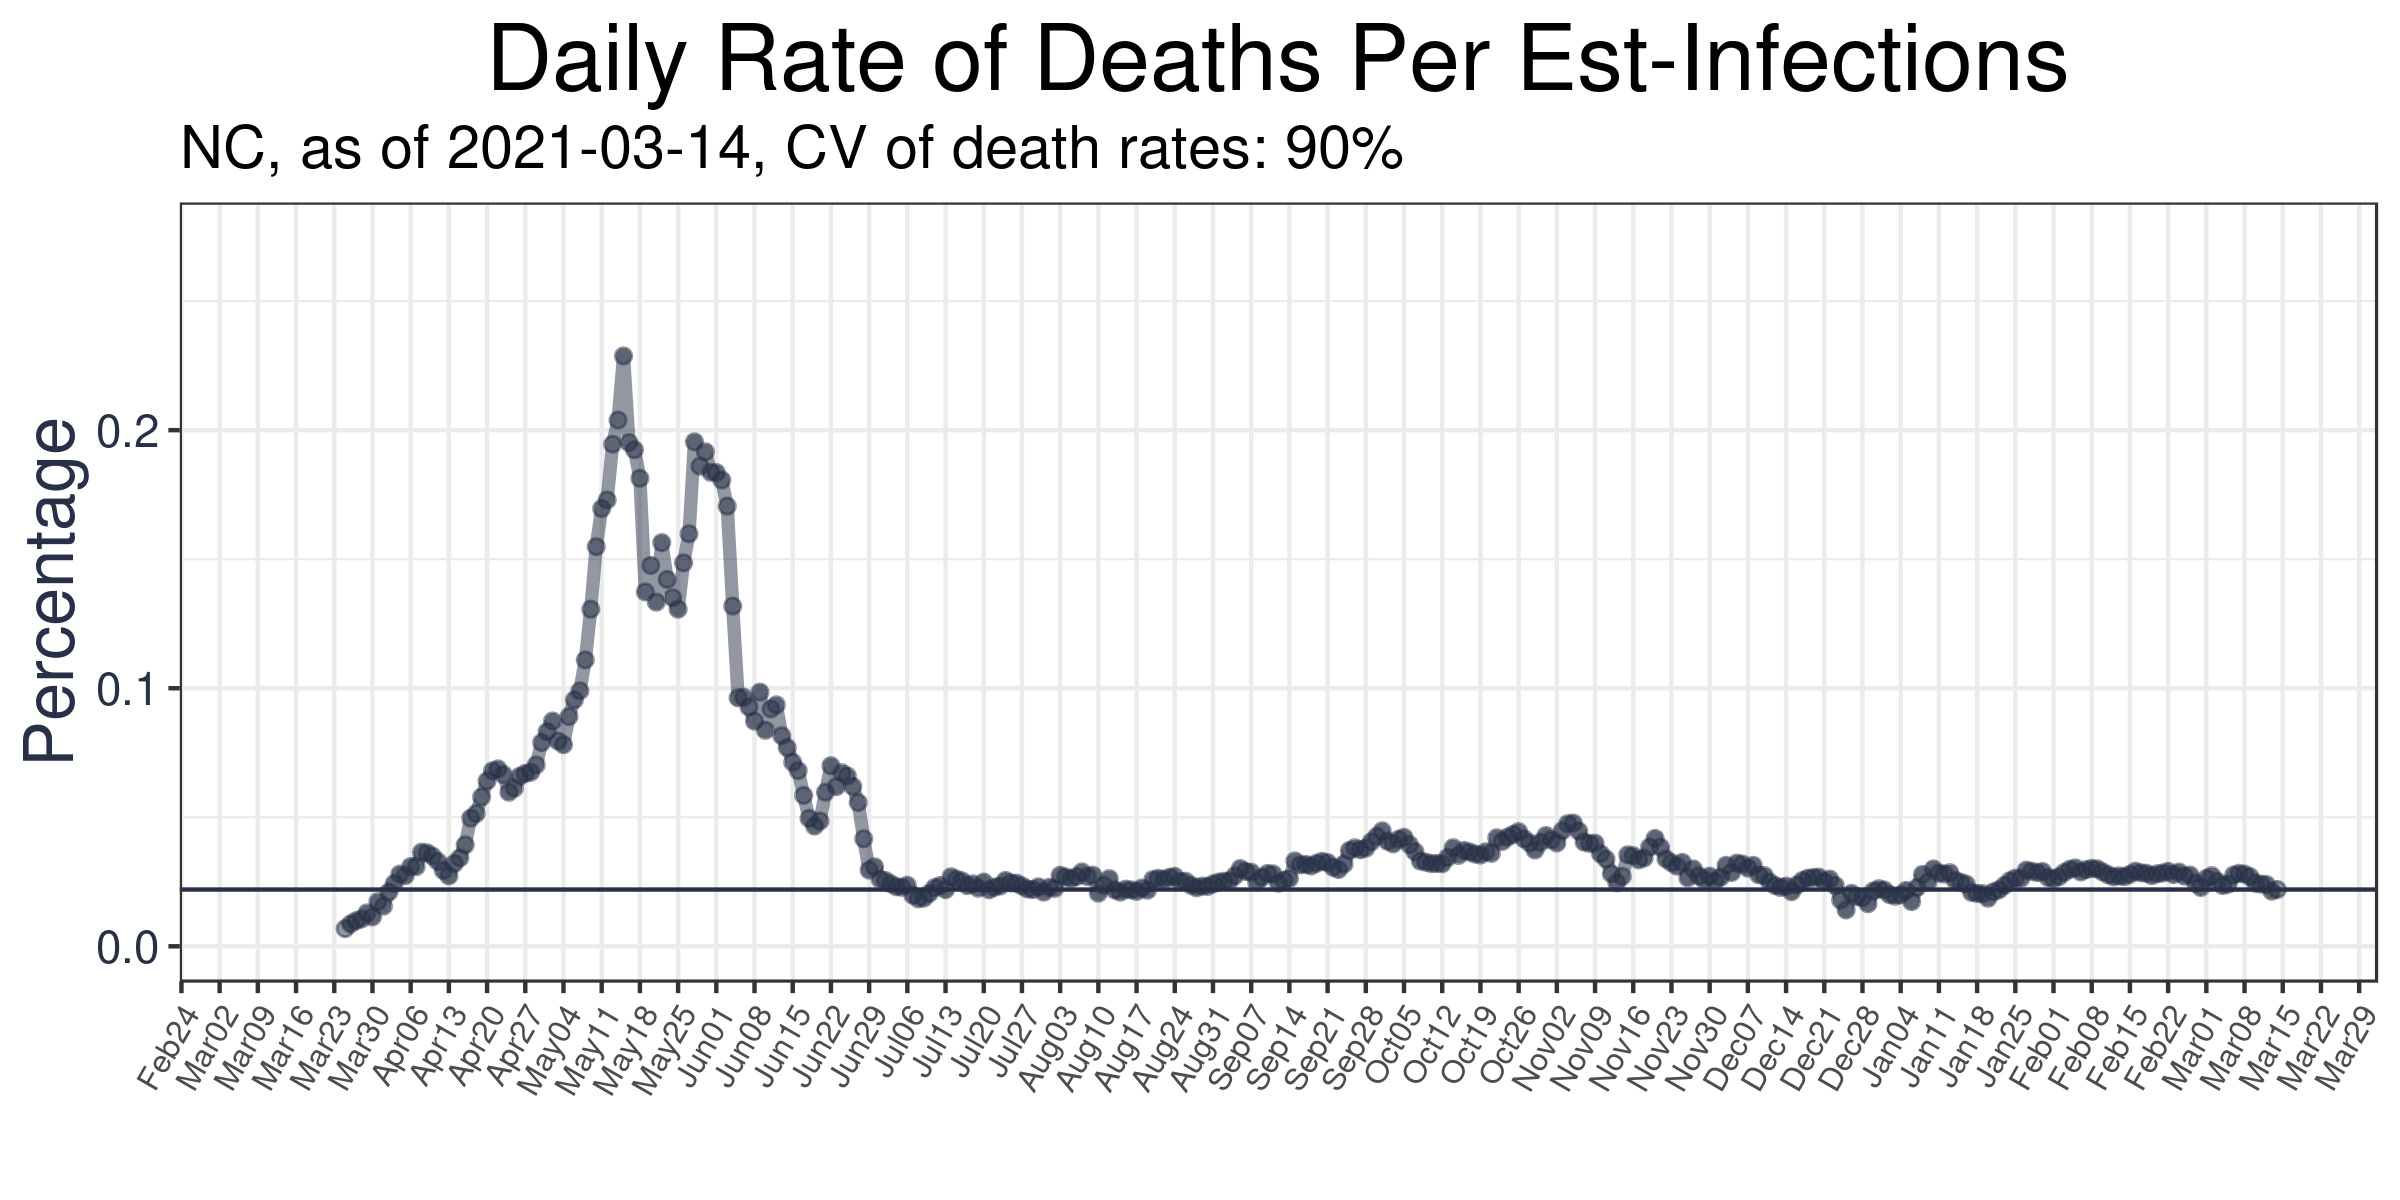 Daily Rate of Deaths Per Est-Infections
NC, as of 2021-03-14, CV of death rates: 90%
Percentage
0.2
0.1
0.0
Feb24
Mar02
Mar09
Mar16
Mar23
Mar30
Apr06
Apr13
Apr20
Apr27
May04
May11
May18
May25
Jun01
Jun08
Jun15
Jun22
Jun29
Jul06
Jul13
Jul20
Jul27
Aug03
Aug10
Aug17
Aug24
Aug31
Sep07
Sep14
Sep21
Sep28
Oct05
Oct12
Oct19
Oct26
Nov02
Nov09
Nov16
Nov23
Nov30
Dec07
Dec14
Dec21
Dec28
Jan04
Jan11
Jan18
Jan25
Feb01
Feb08
Feb15
Feb22
Mar01
Mar08
Mar15
Mar22
Mar29